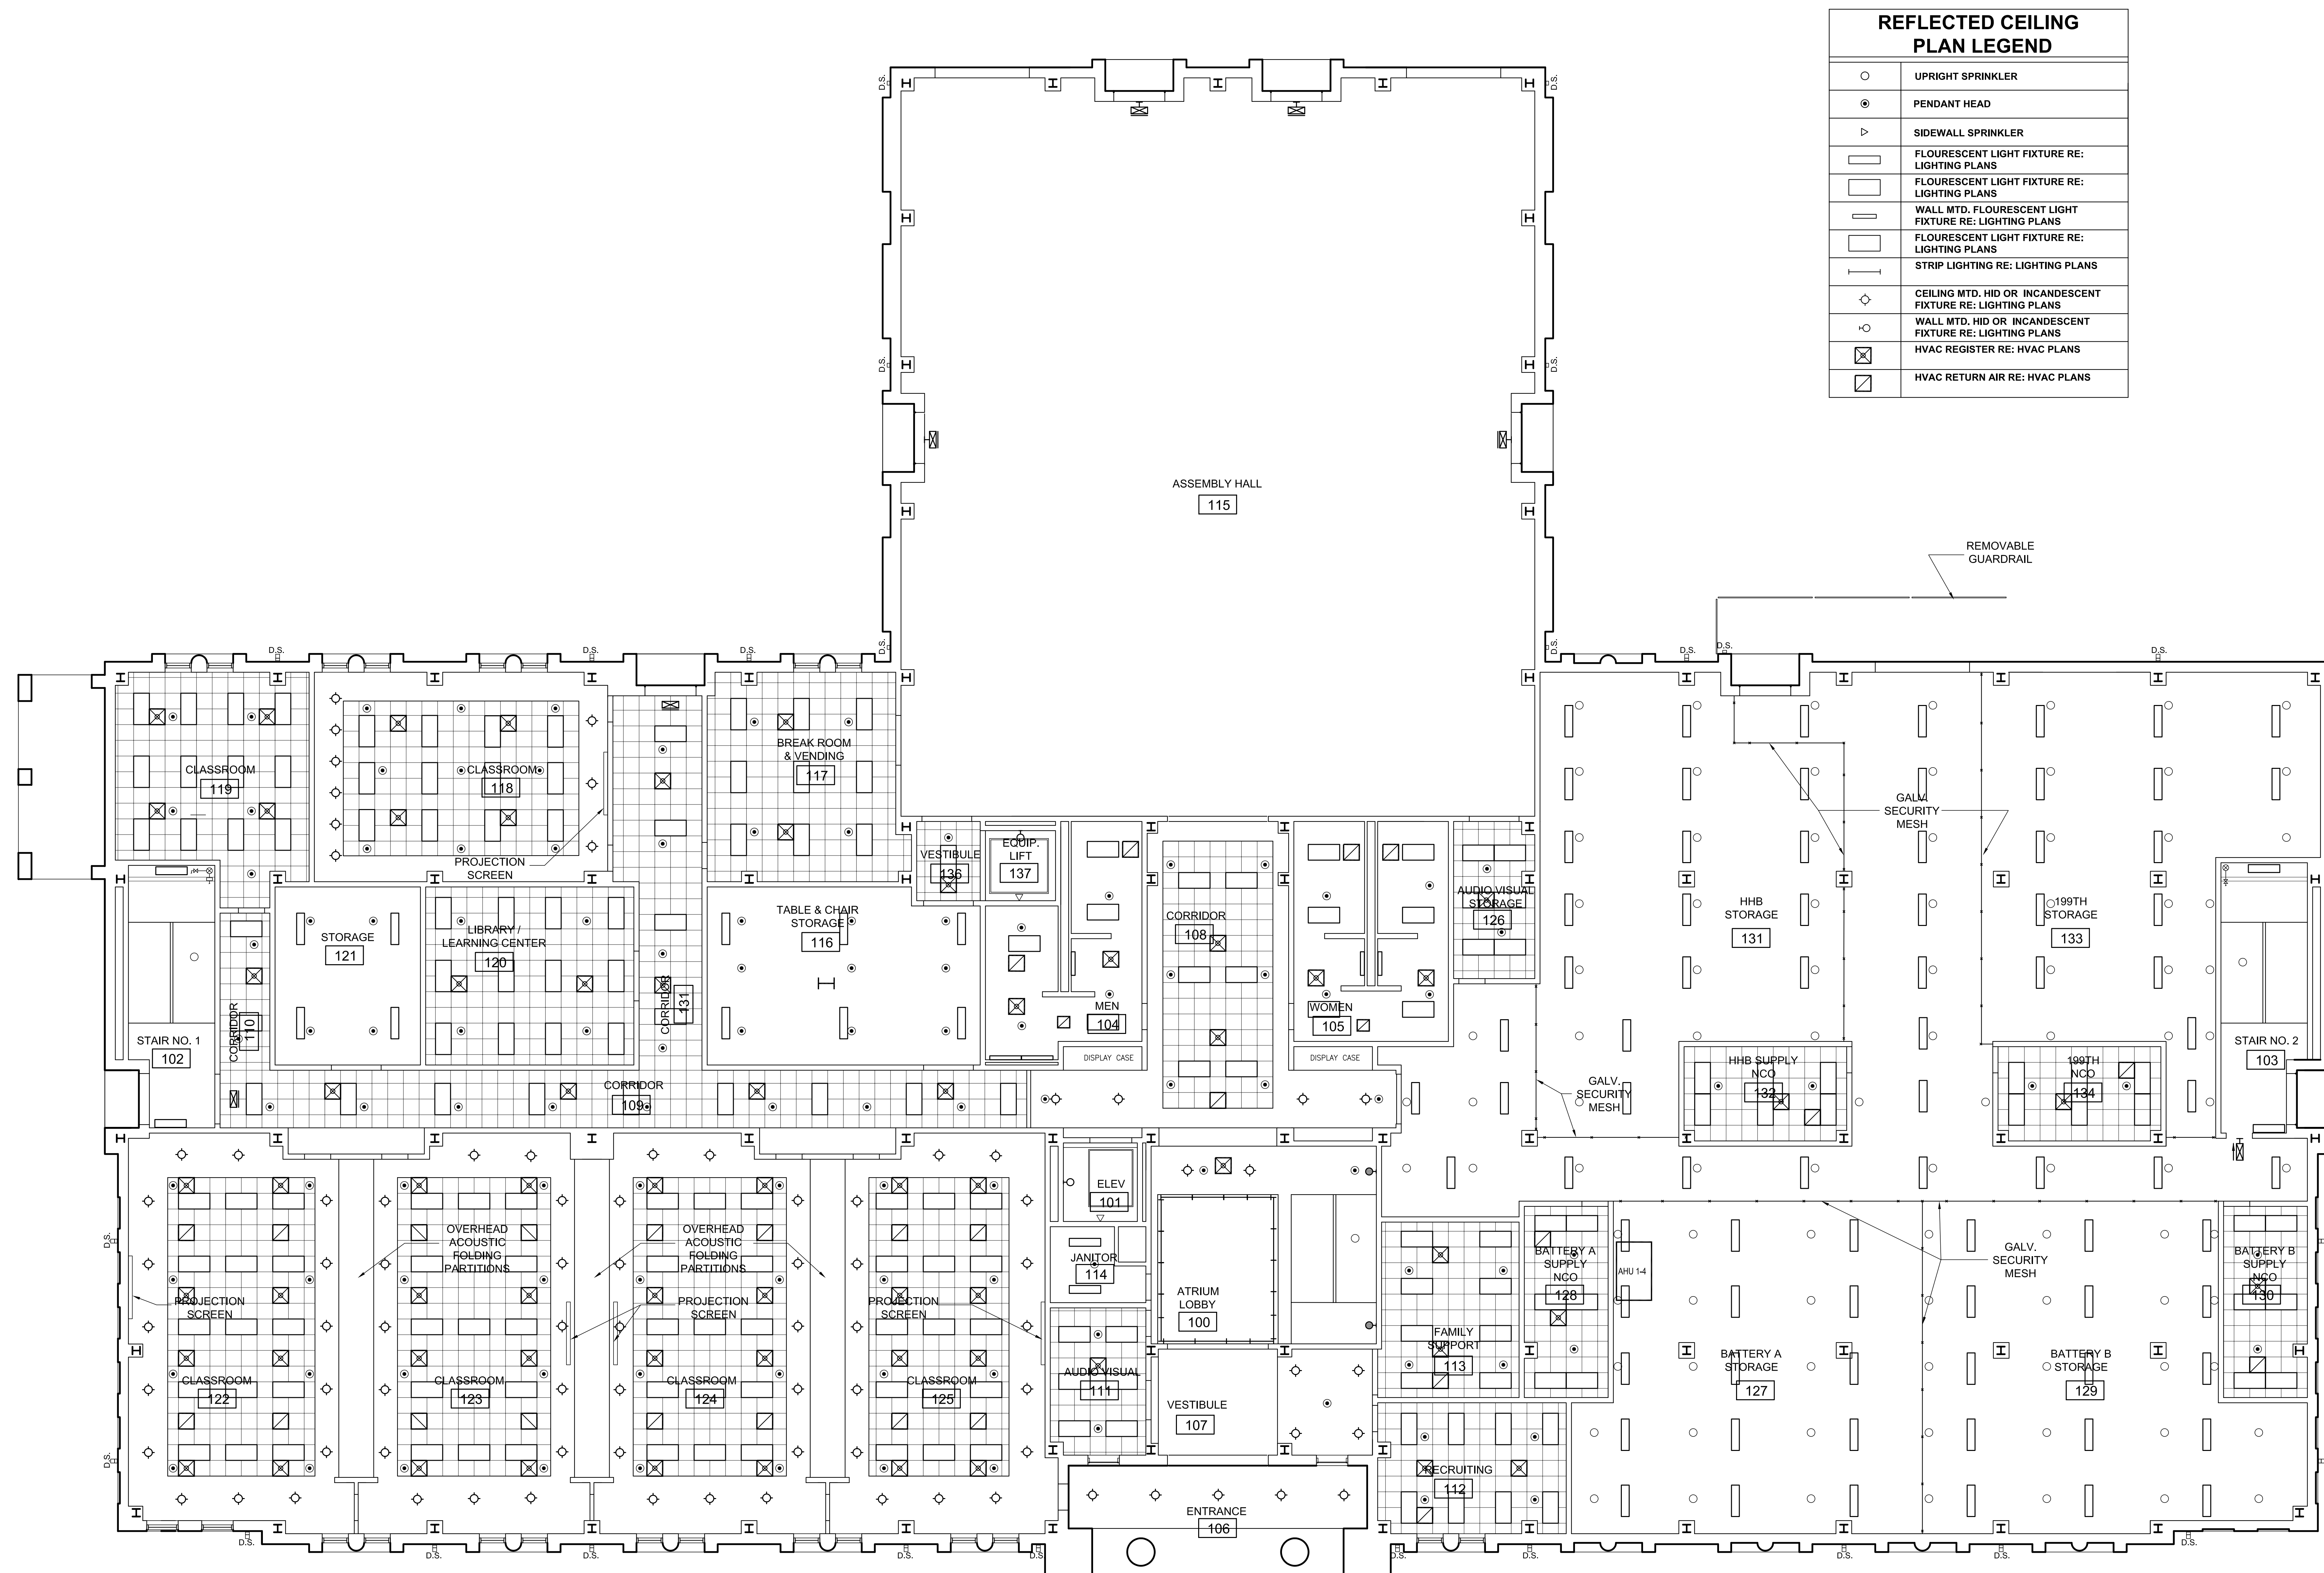 REFLECTED CEILING
PLAN LEGEND
UPRIGHT SPRINKLER
PENDANT HEAD
SIDEWALL SPRINKLER
FLOURESCENT LIGHT FIXTURE RE:
LIGHTING PLANS
FLOURESCENT LIGHT FIXTURE RE:
LIGHTING PLANS
WALL MTD. FLOURESCENT LIGHT
FIXTURE RE: LIGHTING PLANS
FLOURESCENT LIGHT FIXTURE RE:
LIGHTING PLANS
STRIP LIGHTING RE: LIGHTING PLANS
CEILING MTD. HID OR INCANDESCENT
FIXTURE RE: LIGHTING PLANS
WALL MTD. HID OR INCANDESCENT
FIXTURE RE: LIGHTING PLANS
HVAC REGISTER RE: HVAC PLANS
HVAC RETURN AIR RE: HVAC PLANS
D.S.
D.S.
D.S.
D.S.
D.S.
D.S.
ASSEMBLY HALL
115
REMOVABLE
GUARDRAIL
D.S.
D.S.
D.S.
D.S.
D.S.
D.S.
CLASSROOM
119
CLASSROOM
118
PROJECTION
SCREEN
BREAK ROOM
& VENDING
117
VESTIBULE
136
EQUIP.
LIFT
137
GALV.
SECURITY
MESH
STORAGE
121
LIBRARY /
LEARNING CENTER
120
CORRIDOR
131
TABLE & CHAIR
STORAGE
116
CORRIDOR
108
AUDIO VISUAL
STORAGE
126
HHB
STORAGE
131
199TH
STORAGE
133
STAIR NO. 1
102
CORRIDOR
110
MEN
104
WOMEN
105
DISPLAY CASE
DISPLAY CASE
CORRIDOR
109
GALV.
SECURITY
MESH
HHB SUPPLY
NCO
132
199TH
NCO
134
STAIR NO. 2
103
D.S.
OVERHEAD
ACOUSTIC
FOLDING
PARTITIONS
OVERHEAD
ACOUSTIC
FOLDING
PARTITIONS
PROJECTION
SCREEN
PROJECTION
SCREEN
PROJECTION
SCREEN
ELEV
101
JANITOR
114
ATRIUM
LOBBY
100
BATTERY A
SUPPLY
NCO
128
AHU 1-4
GALV.
SECURITY
MESH
BATTERY B
SUPPLY
NCO
130
FAMILY
SUPPORT
113
BATTERY A
STORAGE
127
BATTERY B
STORAGE
129
CLASSROOM
122
CLASSROOM
123
CLASSROOM
124
CLASSROOM
125
AUDIO VISUAL
111
VESTIBULE
107
D.S.
RECRUITING
112
ENTRANCE
106
D.S.
D.S.
D.S.
D.S.
D.S.
D.S.
D.S.
D.S.
D.S.
D.S.